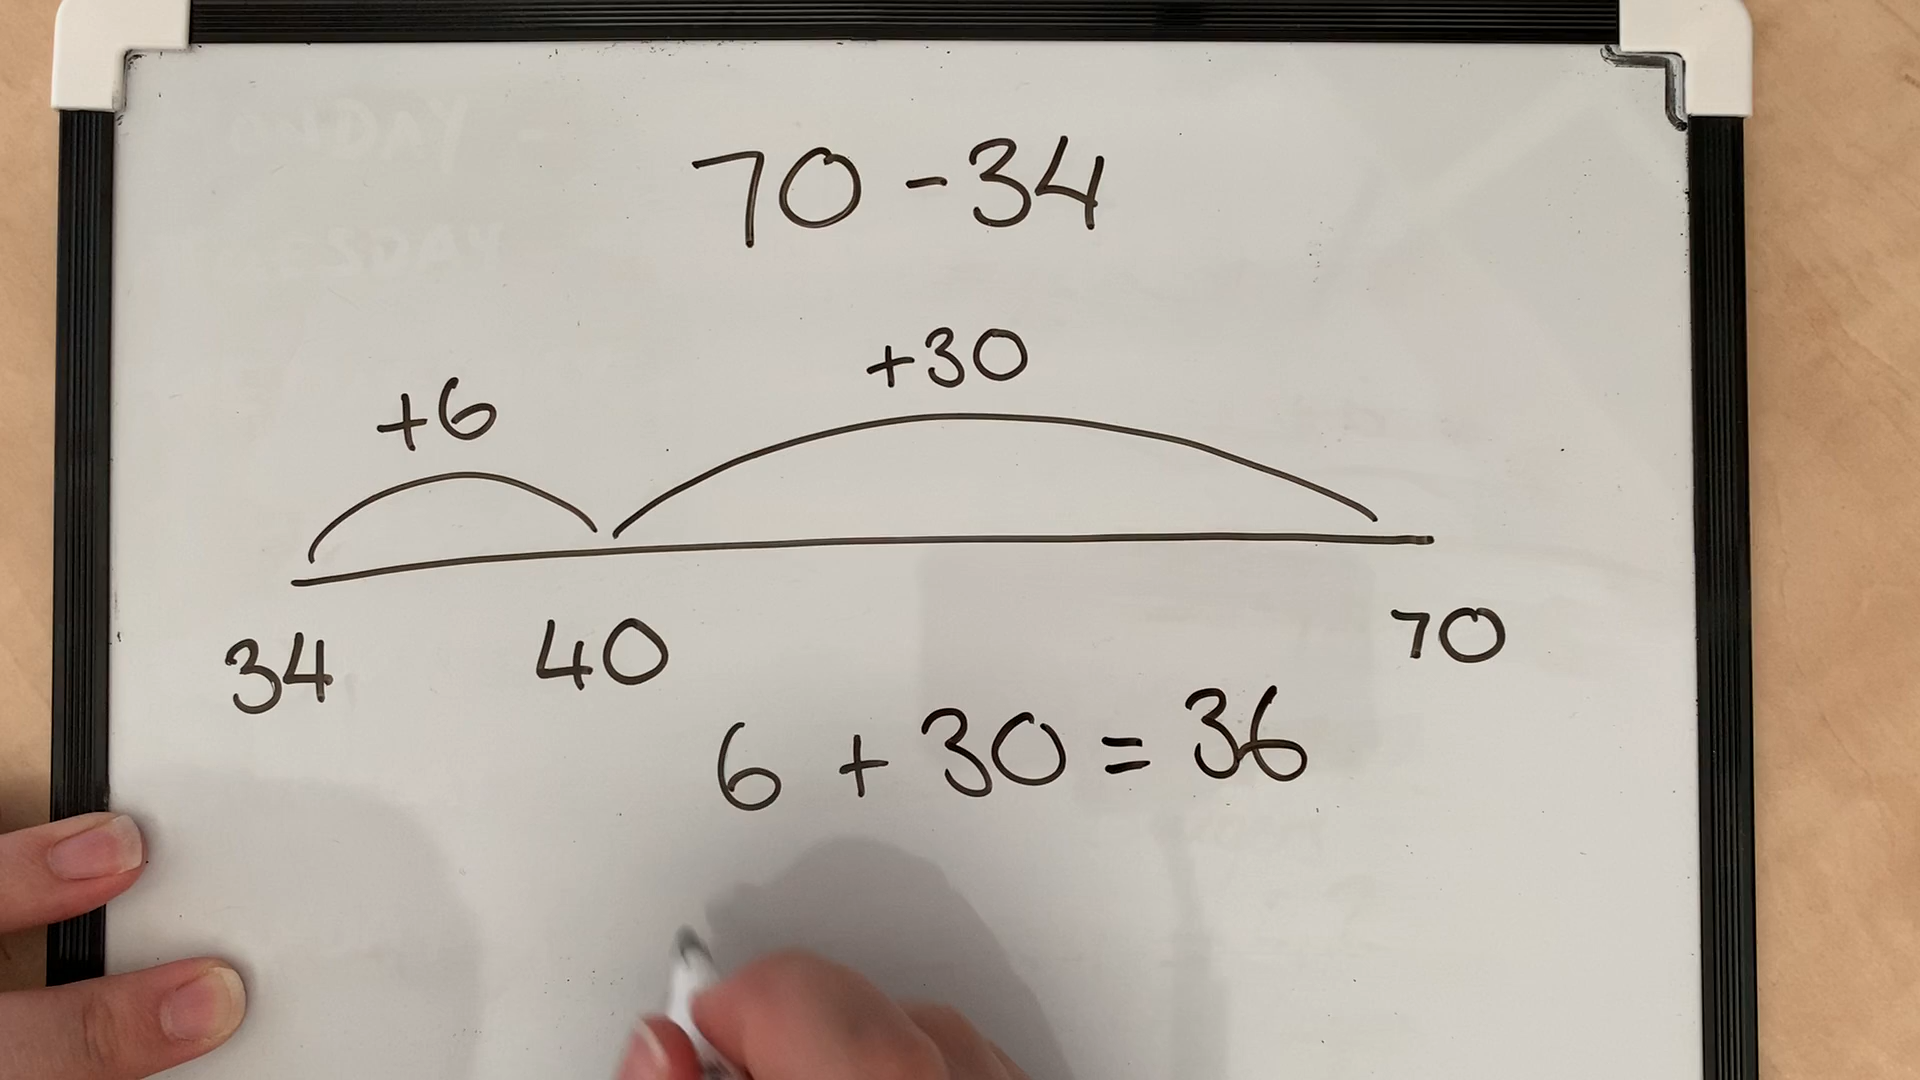 70 - 34
+30
+6
34 40 70
6 + 30 = 36